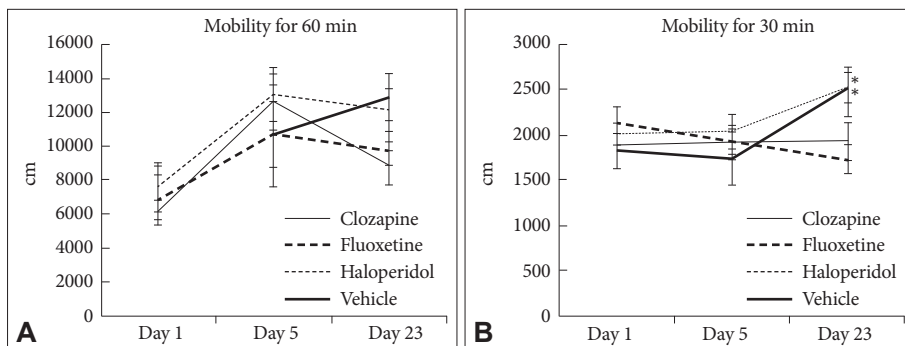 Mobility for 60 min
16000
14000
12000
10000
8000
6000
4000
2000
0
cm
Clozapine
Fluoxetine
Haloperidol
Vehicle
Day 1 Day 5 Day 23
A
Mobility for 30 min
3000
2500
2000
1500
1000
500
0
cm
*
*
Clozapine
Fluoxetine
Haloperidol
Vehicle
Day 1 Day 5 Day 23
B